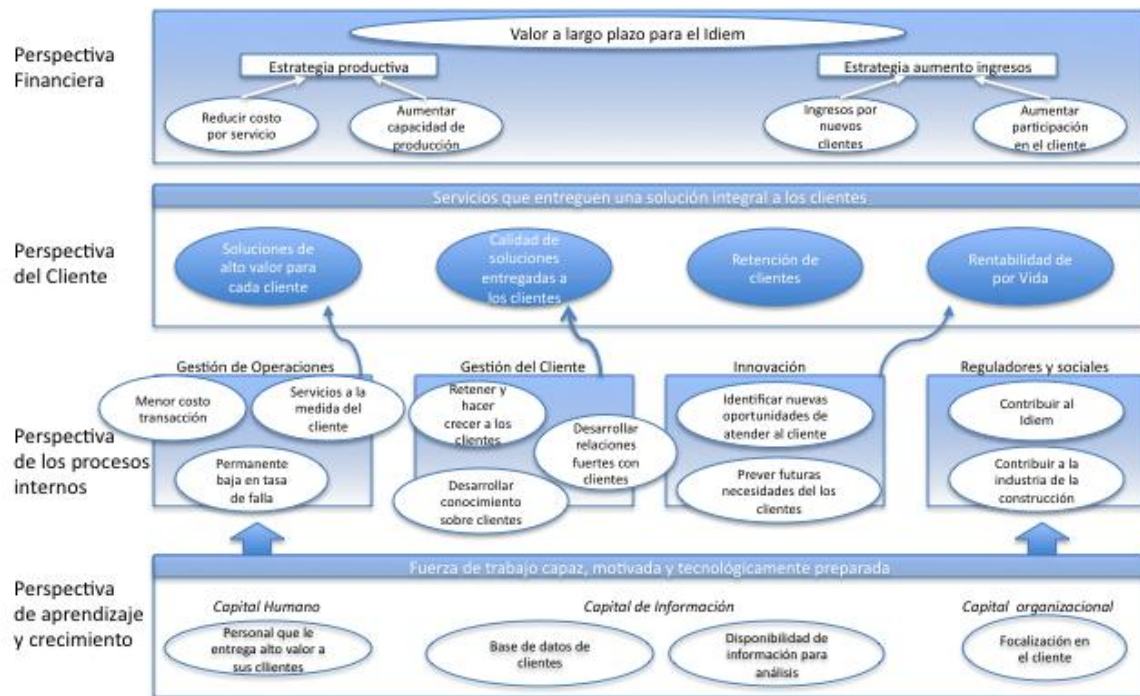 Perspectiva
Financiera
Valor a largo plazo para el Idiem
Estrategia productiva
Estrategia aumento ingresos
Reducir costo
por servicio
Aumentar
capacidad de
producción
Ingresos por
nuevos
clientes
Aumentar
participación
en el cliente
Perspectiva
del Cliente
Servicios que entreguen una solución integral a los clientes
Soluciones de
alto valor para
cada cliente
Calidad de
soluciones
entregadas a
los clientes
Retención de
clientes
Rentabilidad de
por Vida
Perspectiva
de los procesos
internos
Gestión de Operaciones
Menor costo
transacción
Servicios a la
medida del
cliente
Permanente
baja en tasa
de falla
Gestión del Cliente
Retener y
hacer
crecer a los
clientes
Desarrollar
relaciones
fuertes con
clientes
Desarrollar
conocimiento
sobre clientes
Innovación
Identificar nuevas
oportunidades de
atender al cliente
Prever futuras
necesidades del los
clientes
Reguladores y sociales
Contribuir al
Idiem
Contribuir a la
industria de la
construcción
Perspectiva
de aprendizaje
y crecimiento
Fuerza de trabajo capaz, motivada y tecnológicamente preparada
Capital Humano
Personal que le
entrega alto valor a
sus cllientes
Capital de Información
Base de datos de
clientes
Disponibilidad de
información para
análisis
Capital organizacional
Focalización en
el cliente